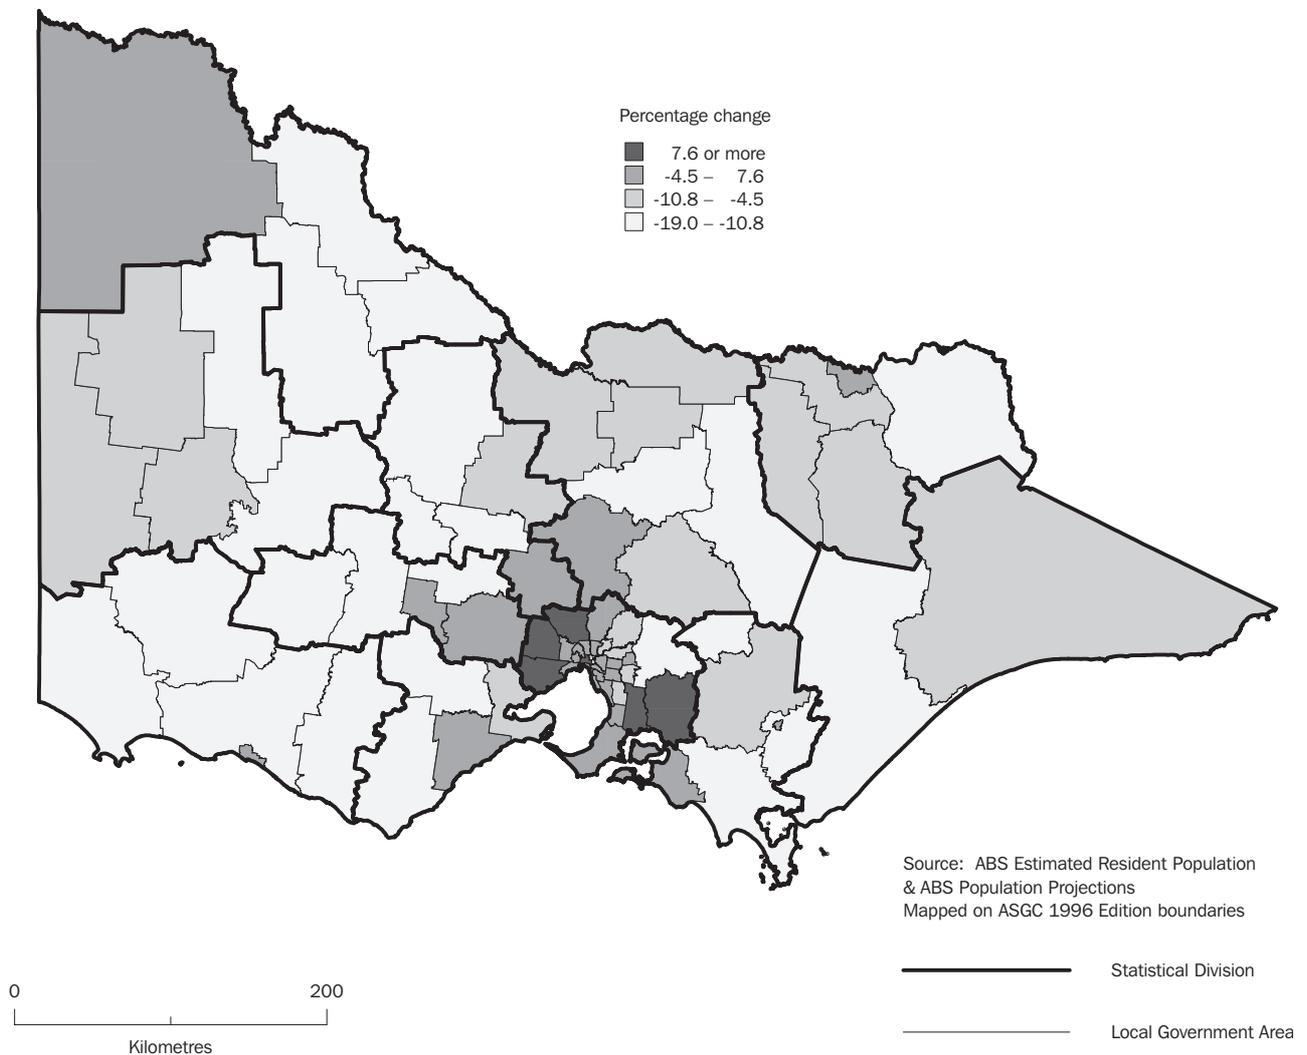 Percentage change
7.6 or more
-4.5 – 7.6
-10.8 – -4.5
-19.0 – -10.8
Source: ABS Estimated Resident Population
& ABS Population Projections
Mapped on ASGC 1996 Edition boundaries
Statistical Division
0 200
Local Government Area
Kilometres